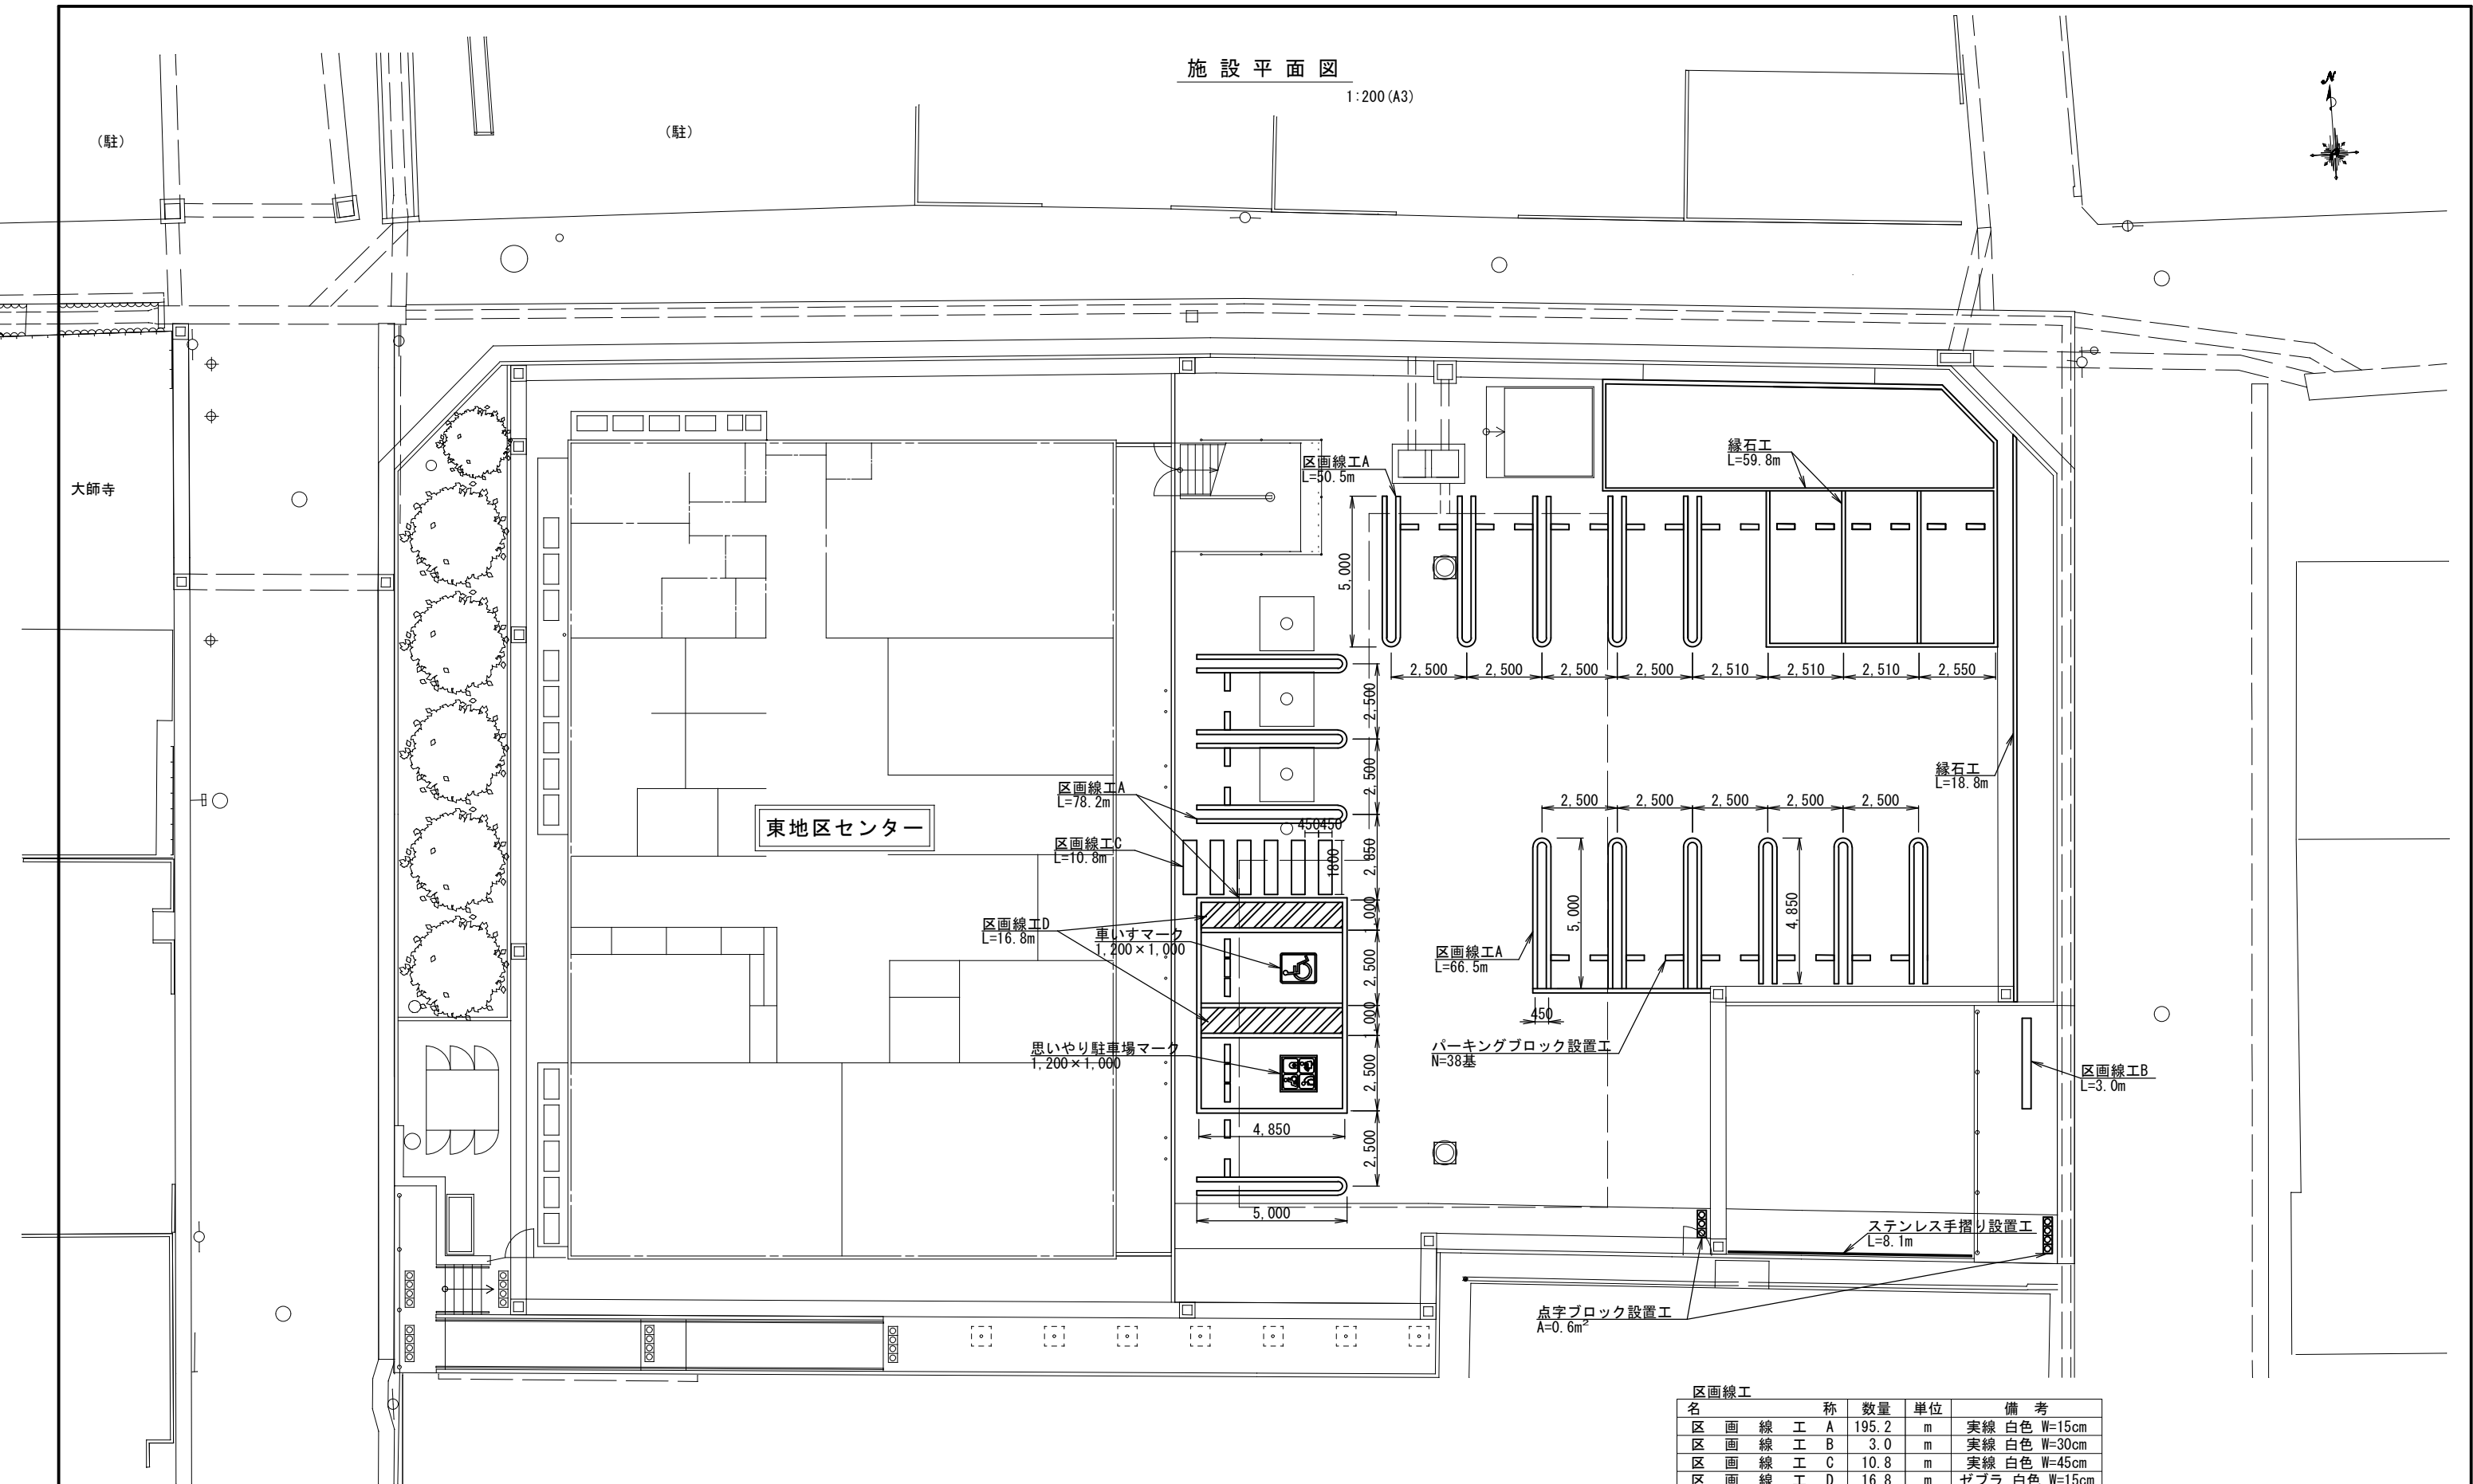 施設平面図
1:200(A3)
N
(駐)
(駐)
大師寺
東地区センター
区画線工A
L=50.5m
縁石工
L=59.8m
5,000
2,500
2,500
2,500
2,500
2,510
2,510
2,510
2,550
2,500
2,500
2,850
1,000
2,500
1,000
2,500
2,500
区画線工A
L=78.2m
450
450
1800
区画線工C
L=10.8m
区画線工D
L=16.8m
車いすマーク
1,200×1,000
思いやり駐車場マーク
1,200×1,000
4,850
5,000
縁石工
L=18.8m
2,500
2,500
2,500
2,500
2,500
5,000
4,850
区画線工A
L=66.5m
450
パーキングブロック設置工
N=38基
区画線工B
L=3.0m
ステンレス手摺り設置工
L=8.1m
点字ブロック設置工
A=0.6m²
区画線工
名称 数量 単位 備考
区画線工A 195.2 m 実線 白色 W=15cm
区画線工B 3.0 m 実線 白色 W=30cm
区画線工C 10.8 m 実線 白色 W=45cm
区画線工D 16.8 m ゼブラ 白色 W=15cm